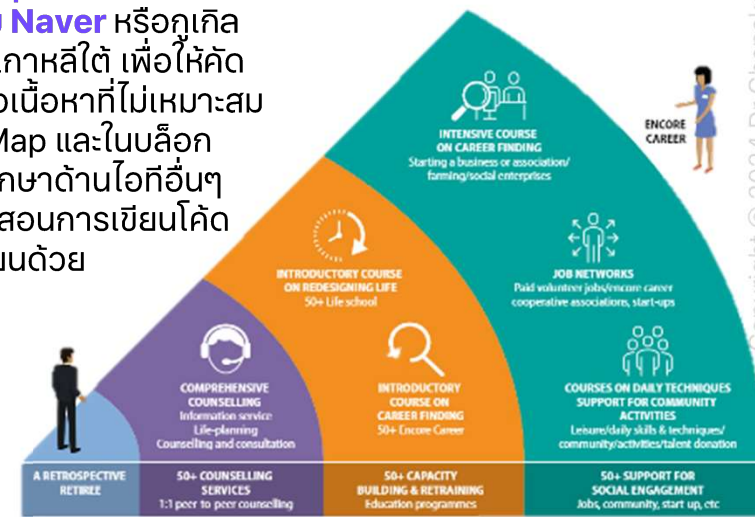 Naver หรือกูเกิล
กาหลีใต้ เพื่อให้คัด
เนื้อหาที่ไม่เหมาะสม
Map และในบล็อก
ด้านไอทีอื่นๆ
สอนการเขียนโค้ด
ด้วย
INTENSIVE COURSE
ON CAREER FINDING
Starting a business or association/
farming/social enterprises
ENCORE
CAREER
INTRODUCTORY COURSE
ON REDESIGNING LIFE
50+ Life school
JOB NETWORKS
Paid volunteer jobs/encore career
cooperative associations, start-ups
COMPREHENSIVE
COUNSELLING
Information service
Life-planning
Counselling and consultation
INTRODUCTORY
COURSE ON
CAREER FINDING
50+ Encore Career
COURSES ON DAILY TECHNIQUES
SUPPORT FOR COMMUNITY
ACTIVITIES
Leisure/daily skills & techniques/
community/activities/talent donation
A RETROSPECTIVE
RETIREE
50+ COUNSELLING
SERVICES
1:1 peer to peer counselling
50+ CAPACITY
BUILDING & RETRAINING
Education programmes
50+ SUPPORT FOR
SOCIAL ENGAGEMENT
Jobs, community, start up, etc